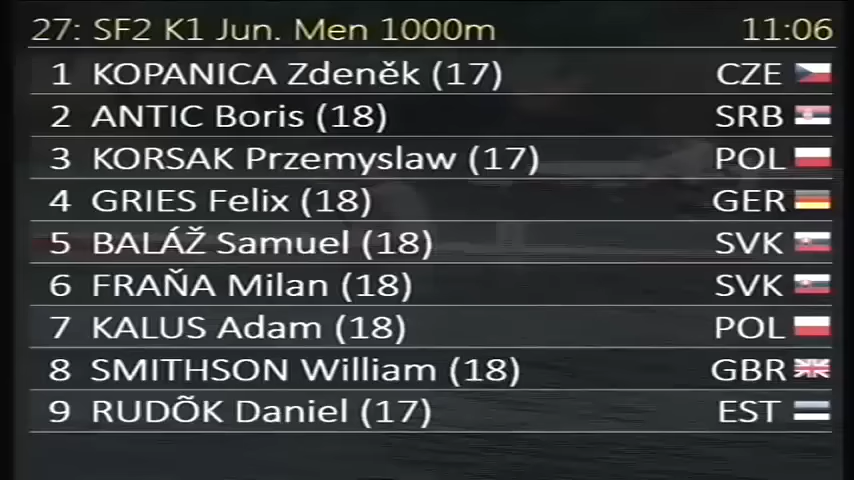 27: SF2 K1 Jun. Men 1000m 11:06
1 KOPANICA Zdeněk (17) CZE
2 ANTIC Boris (18) SRB
3 KORSAK Przemyslaw (17) POL
4 GRIES Felix (18) GER
5 BALÁŽ Samuel (18) SVK
6 FRAŇA Milan (18) SVK
7 KALUS Adam (18) POL
8 SMITHSON William (18) GBR
9 RUDÕK Daniel (17) EST